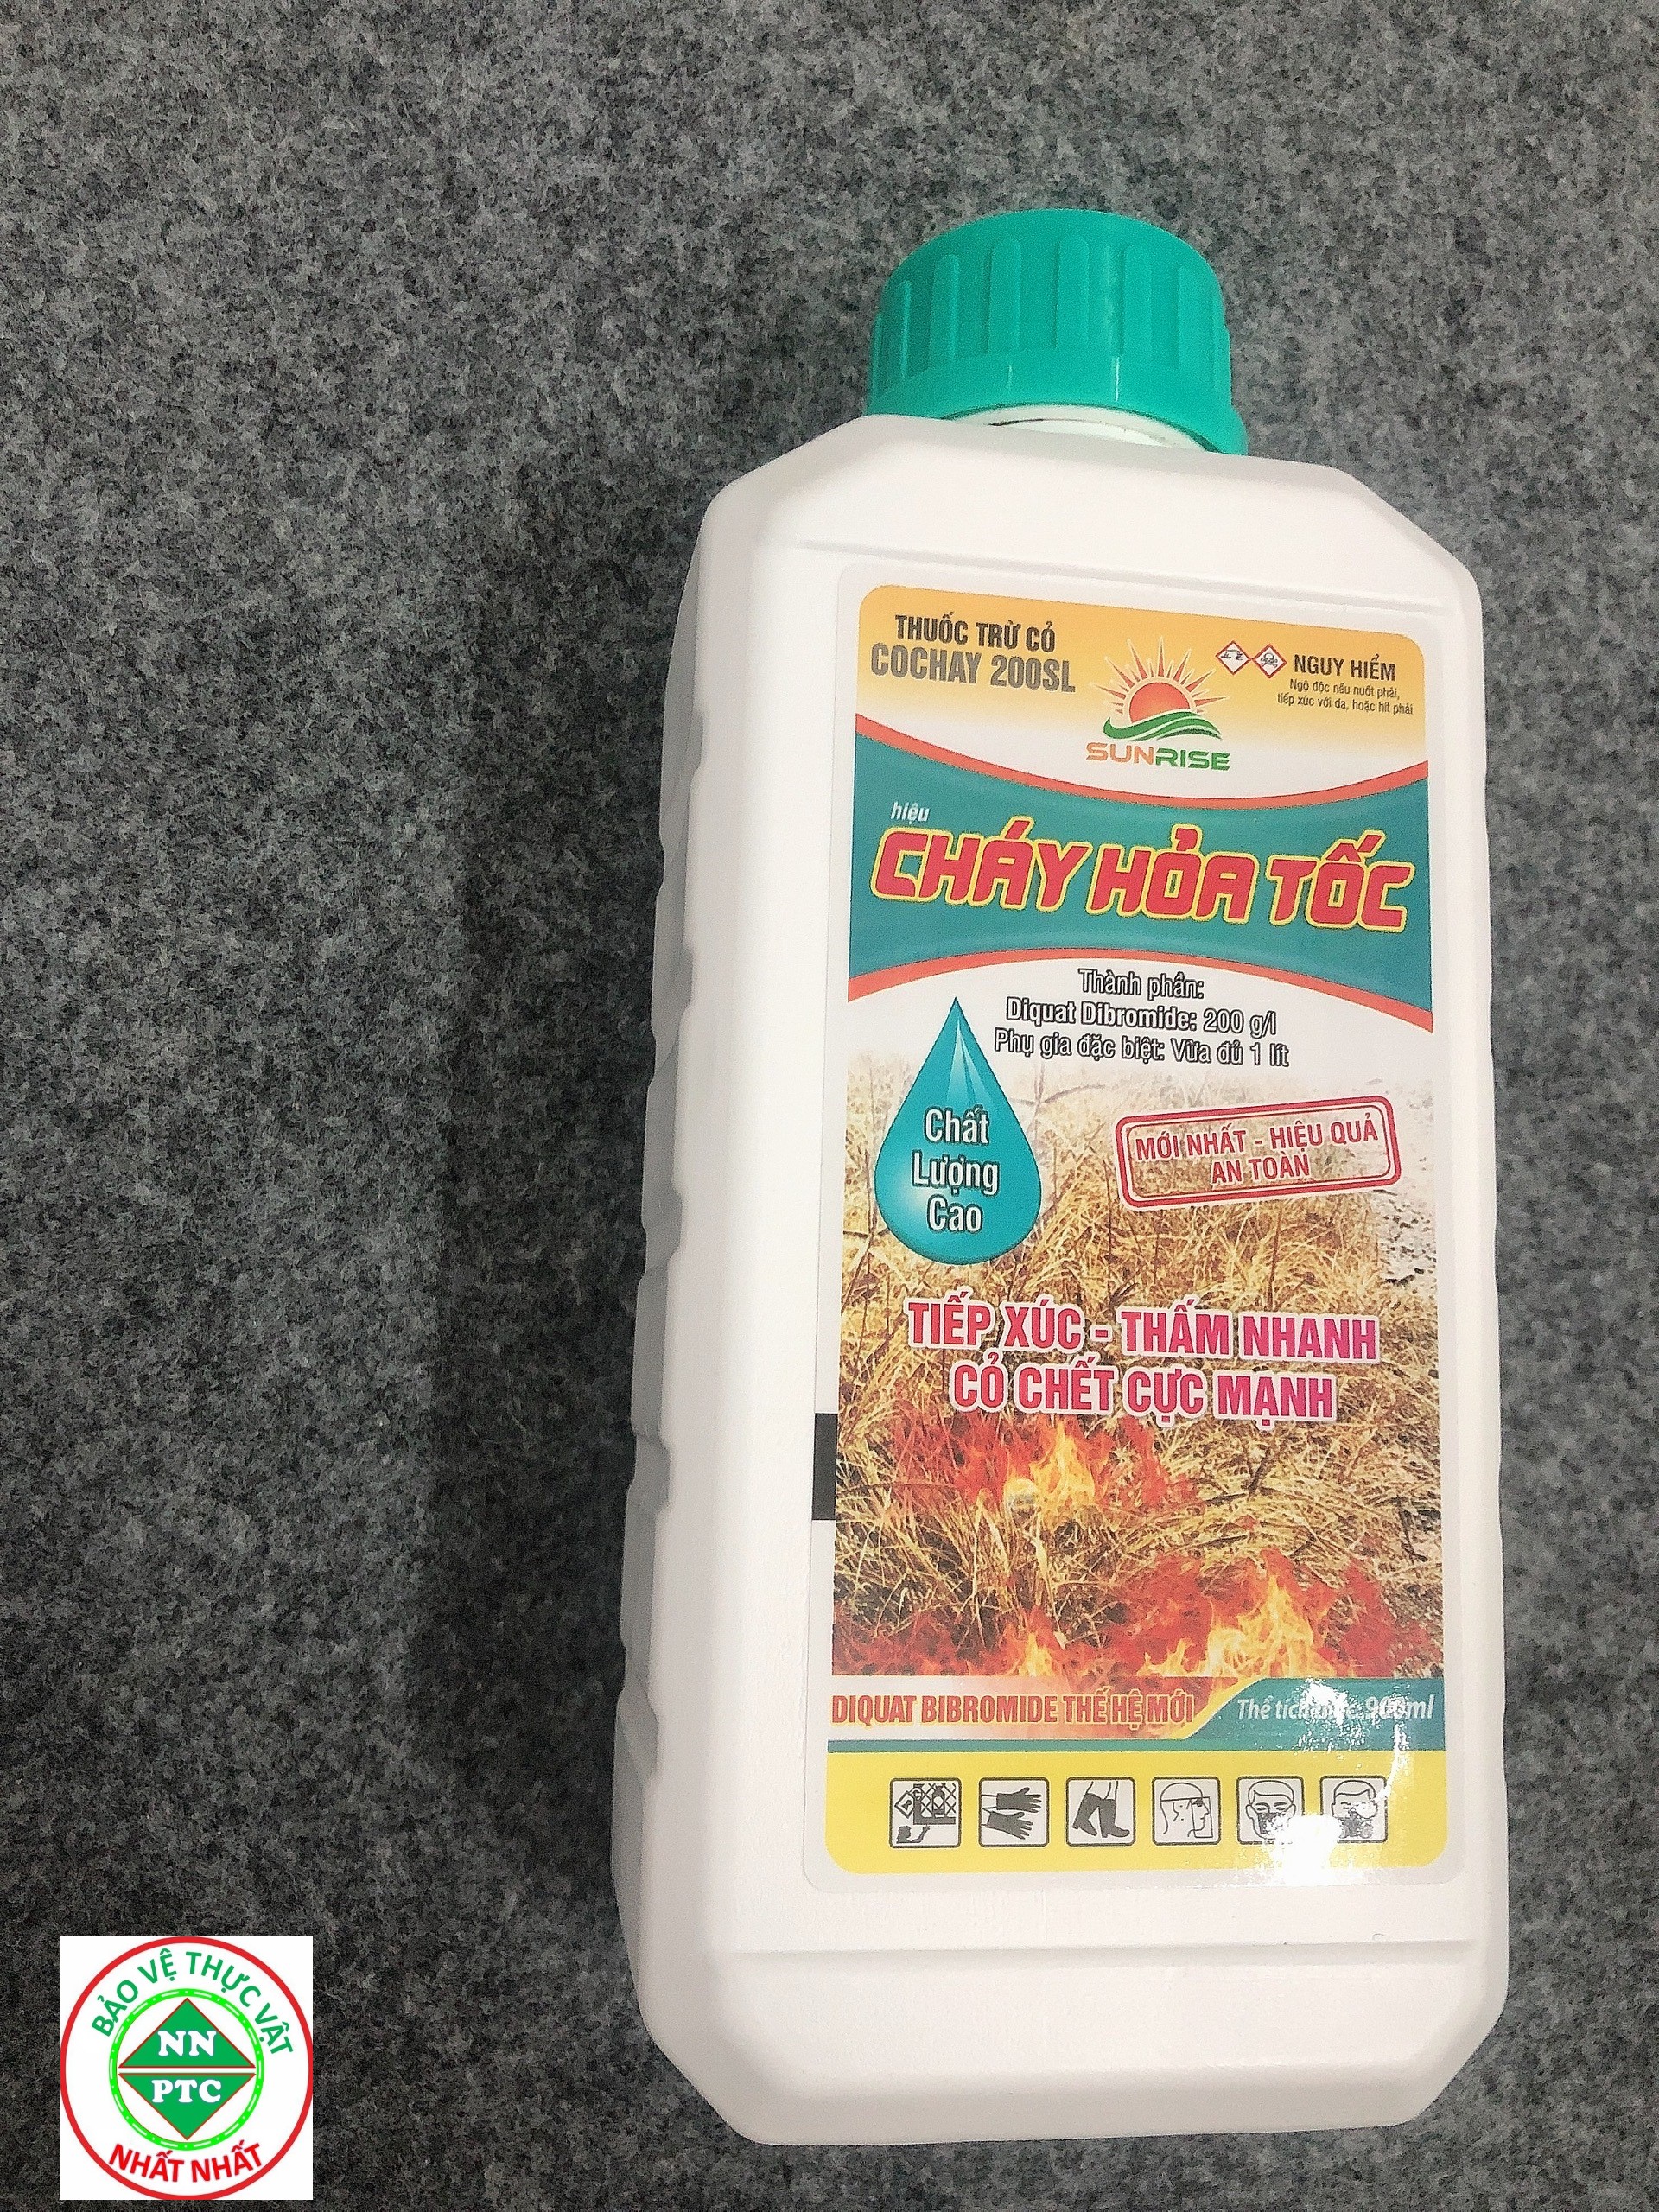 THUỐC TRỪ CỎ
COCHAY 200SL
SUNRISE
NGUY HIỂM
Ngộ độc nếu nuốt phải,
tiếp xúc với da, hoặc hít phải
hiệu
CHÁY HỎA TỐC
Thành phần:
Diquat Dibromide: 200 g/l
Phụ gia đặc biệt: Vừa đủ 1 lít
Chất
Lượng
Cao
MỚI NHẤT - HIỆU QUẢ
AN TOÀN
TIẾP XÚC - THẤM NHANH
CỎ CHẾT CỰC MẠNH
DIQUAT BIBROMIDE THẾ HỆ MỚI
Thể tích 900ml
BẢO VỆ THỰC VẬT
NN
PTC
NHẤT NHẤT